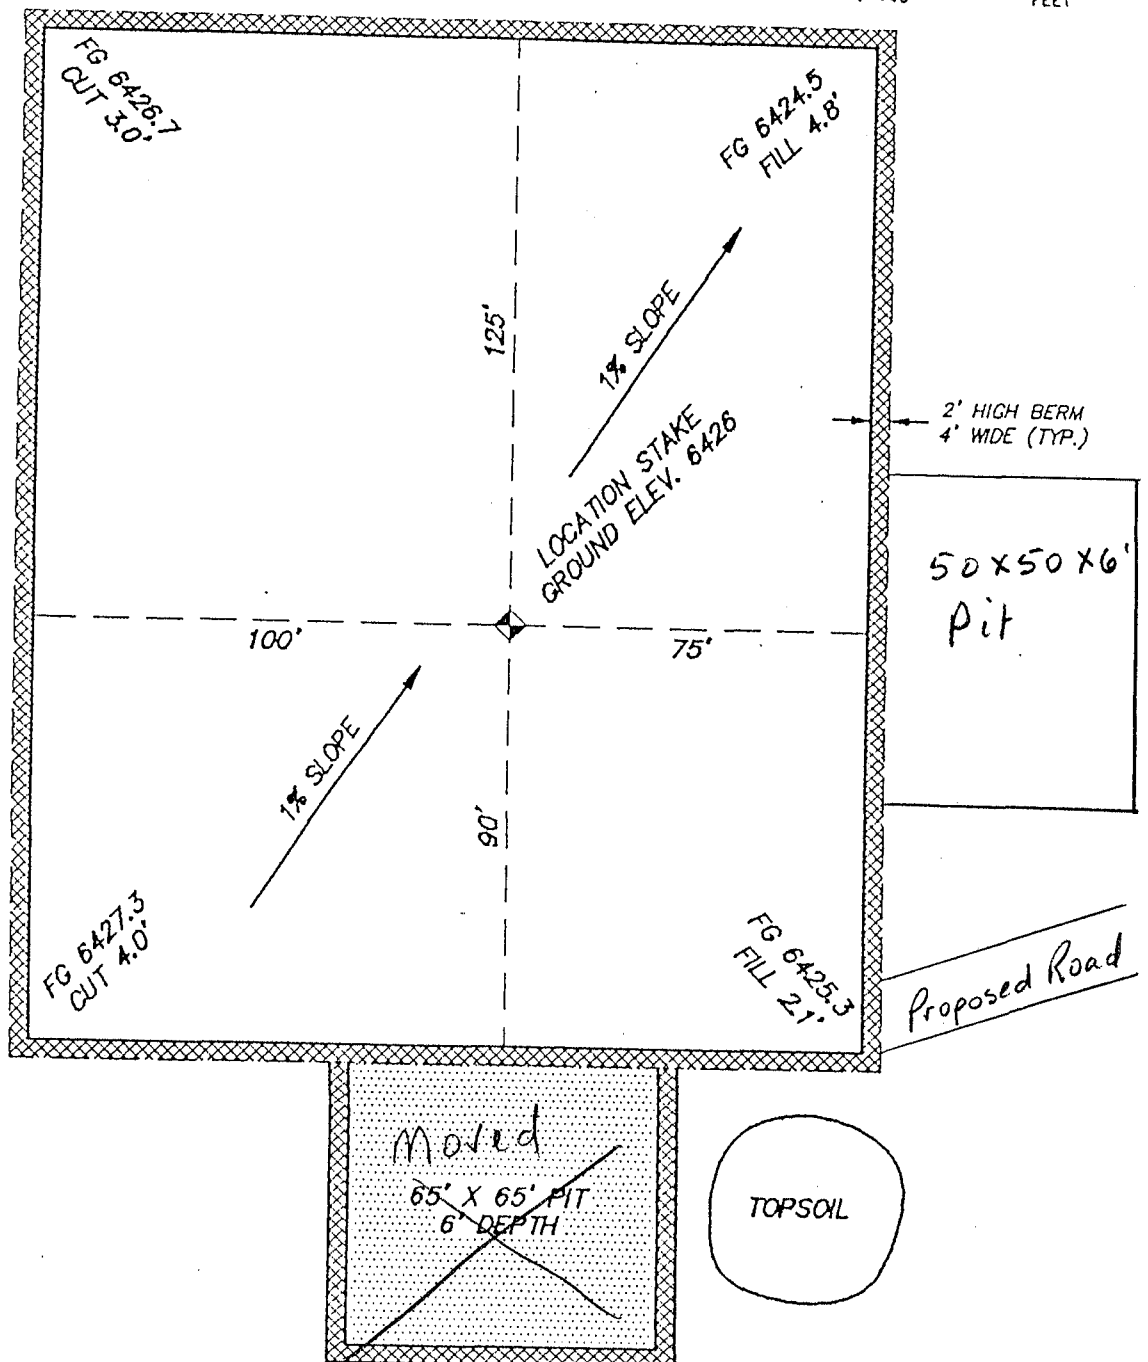 FEET
FG 6426.7
CUT 3.0'
FG 6424.5
FILL 4.8'
125'
1% SLOPE
2' HIGH BERM
4' WIDE (TYP.)
LOCATION STAKE
GROUND ELEV. 6426
50 X 50 X 6'
Pit
100'
75'
1% SLOPE
90'
FG 6427.3
CUT 4.0'
FG 6425.3
FILL 2.1'
Proposed Road
Moved
65' X 65' PIT
6' DEPTH
TOPSOIL